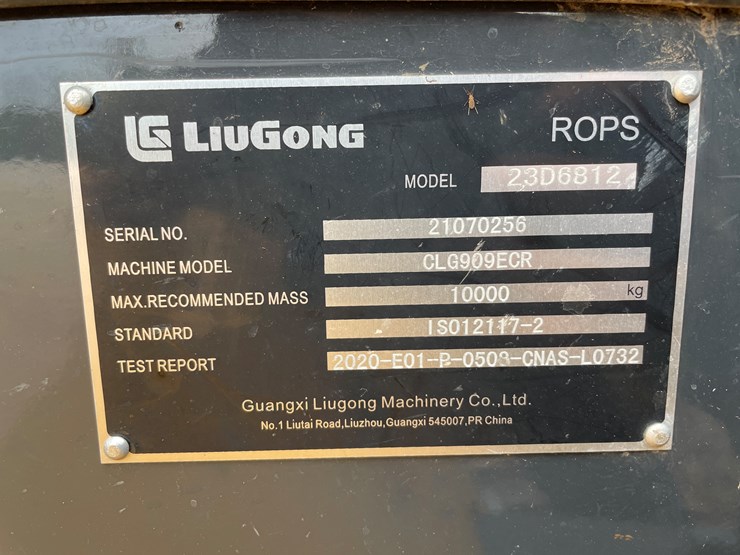 LG LIUGONG ROPS
MODEL 23D6812
SERIAL NO. 21070256
MACHINE MODEL CLG909ECR
MAX.RECOMMENDED MASS 10000 kg
STANDARD ISO12117-2
TEST REPORT 2020-E01-P-0508-CNAS-L0732
Guangxi Liugong Machinery Co.,Ltd.
No.1 Liutai Road,Liuzhou,Guangxi 545007,PR China